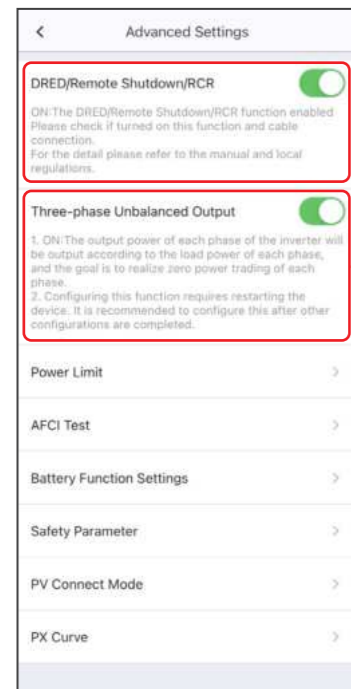 Advanced Settings
DRED/Remote Shutdown/RCR
ON:The DRED/Remote Shutdown/RCR function enabled
Please check if turned on this function and cable
connection.
For the detail please refer to the manual and local
regulations.
Three-phase Unbalanced Output
1. ON:The output power of each phase of the inverter will
be output according to the load power of each phase,
and the goal is to realize zero power trading of each
phase.
2. Configuring this function requires restarting the
device. It is recommended to configure this after other
configurations are completed.
Power Limit
AFCI Test
Battery Function Settings
Safety Parameter
PV Connect Mode
PX Curve